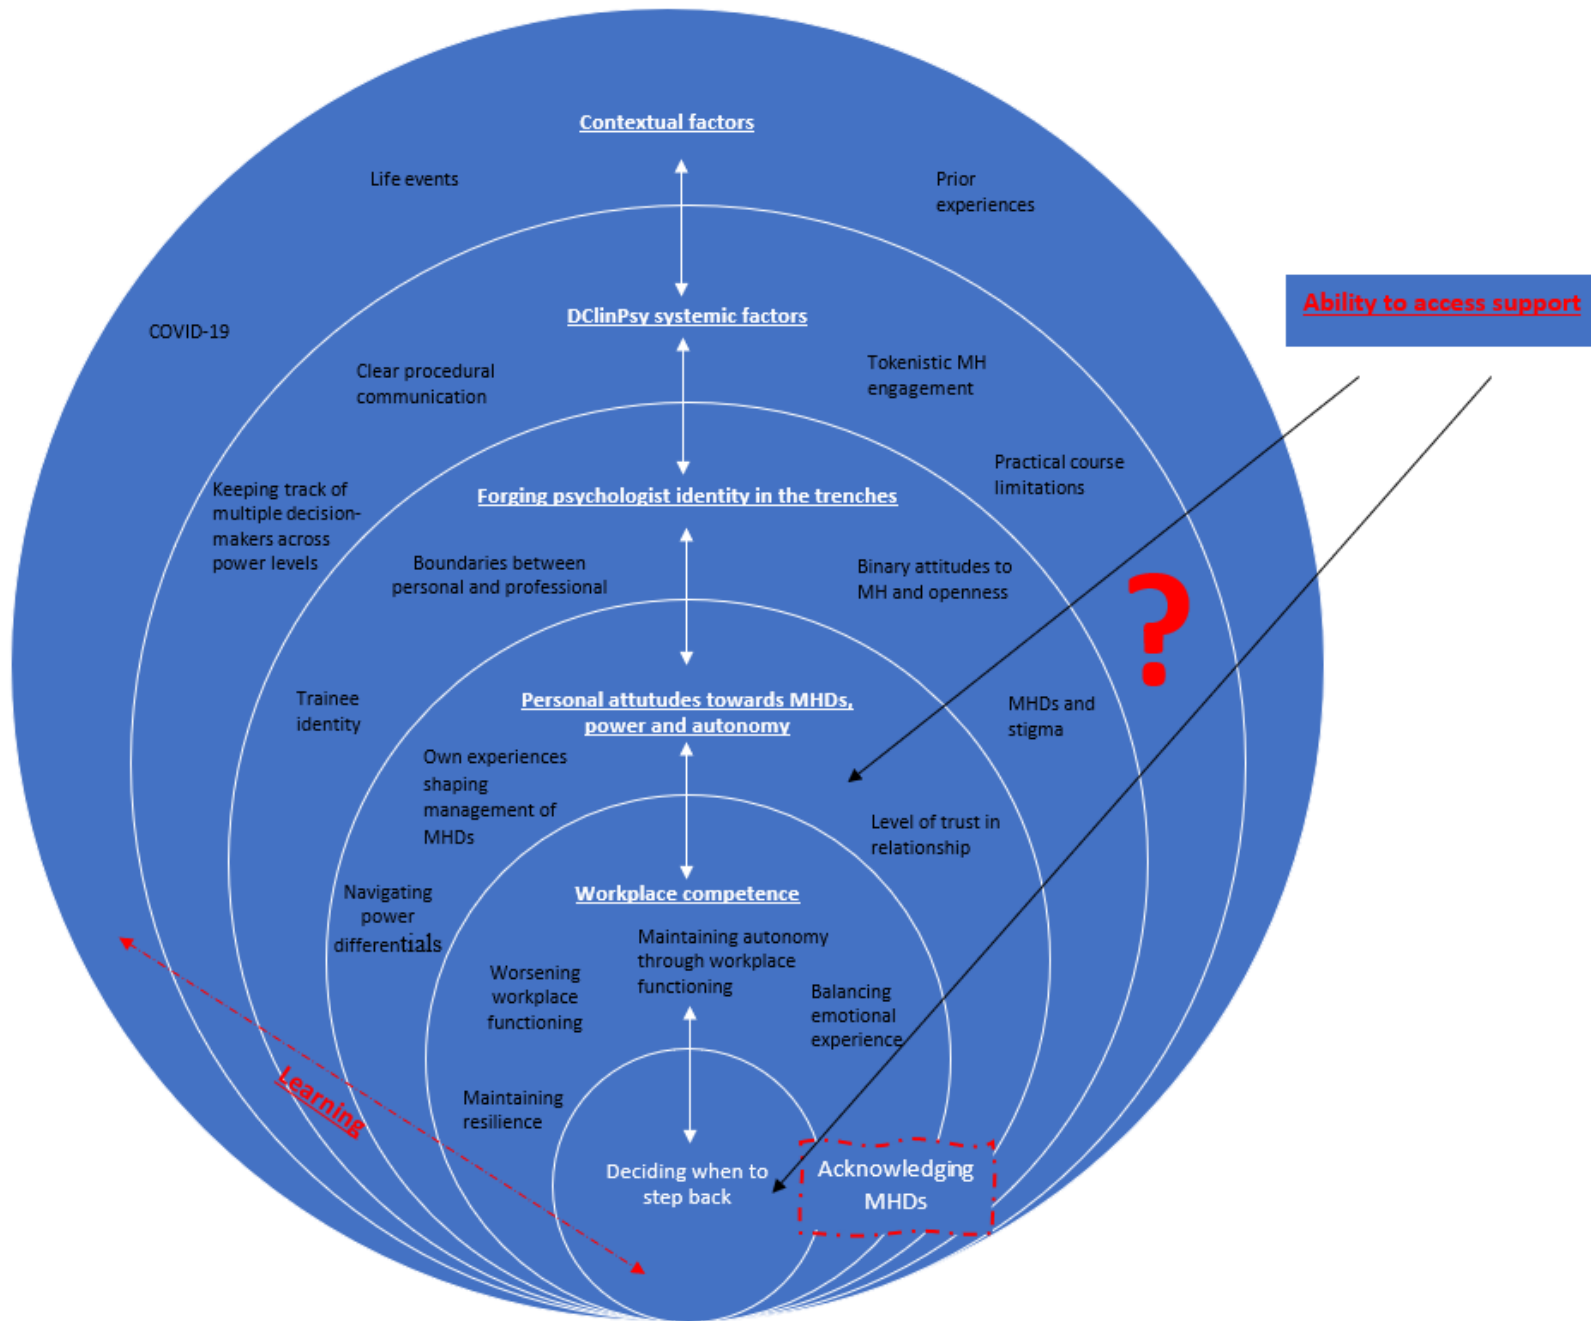 Contextual factors
Life events
Prior
experiences
Ability to access support
DClinPsy systemic factors
COVID-19
Clear procedural
communication
Tokenistic MH
engagement
Practical course
limitations
Forging psychologist identity in the trenches
Keeping track of
multiple decision-
makers across
power levels
Boundaries between
personal and professional
Binary attitudes to
MH and openness
?
Personal attutudes towards MHDs,
power and autonomy
Trainee
identity
MHDs and
stigma
Own experiences
shaping
management of
MHDs
Level of trust in
relationship
Workplace competence
Navigating
power
differentials
Maintaining autonomy
through workplace
functioning
Worsening
workplace
functioning
Balancing
emotional
experience
Learning
Maintaining
resilience
Deciding when to
step back
Acknowledging
MHDs